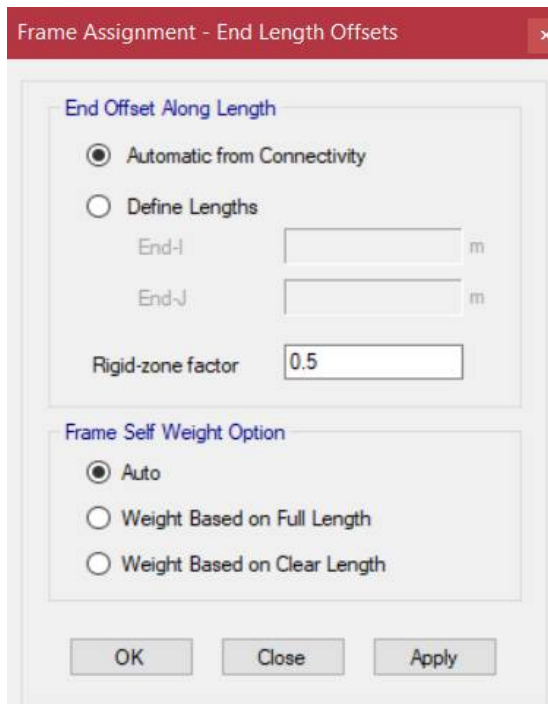 Frame Assignment - End Length Offsets
End Offset Along Length
Automatic from Connectivity
Define Lengths
End-I m
End-J m
Rigid-zone factor 0.5
Frame Self Weight Option
Auto
Weight Based on Full Length
Weight Based on Clear Length
OK Close Apply